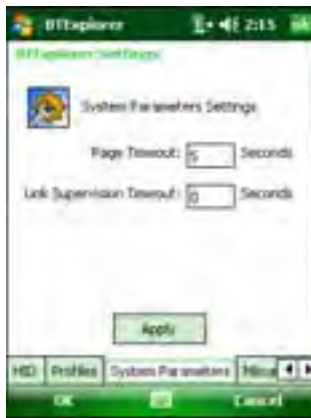 BTExplorer 2:15 ok
BTExplorer Settings
System Parameters Settings
Page Timeout: 5 Seconds
Link Supervision Timeout: 0 Seconds
Apply
HID Profiles System Parameters
OK Cancel